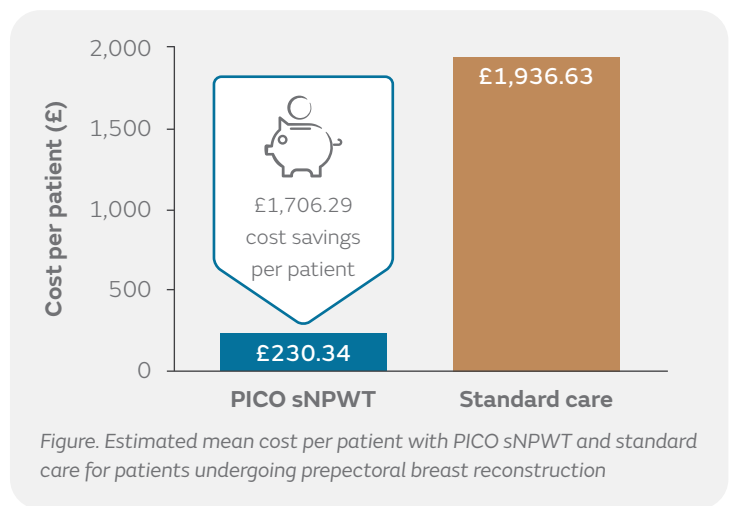 Cost per patient (£)
2,000
1,500
1,000
500
0
£1,706.29
cost savings
per patient
£230.34
£1,936.63
PICO sNPWT
Standard care
Figure. Estimated mean cost per patient with PICO sNPWT and standard
care for patients undergoing prepectoral breast reconstruction